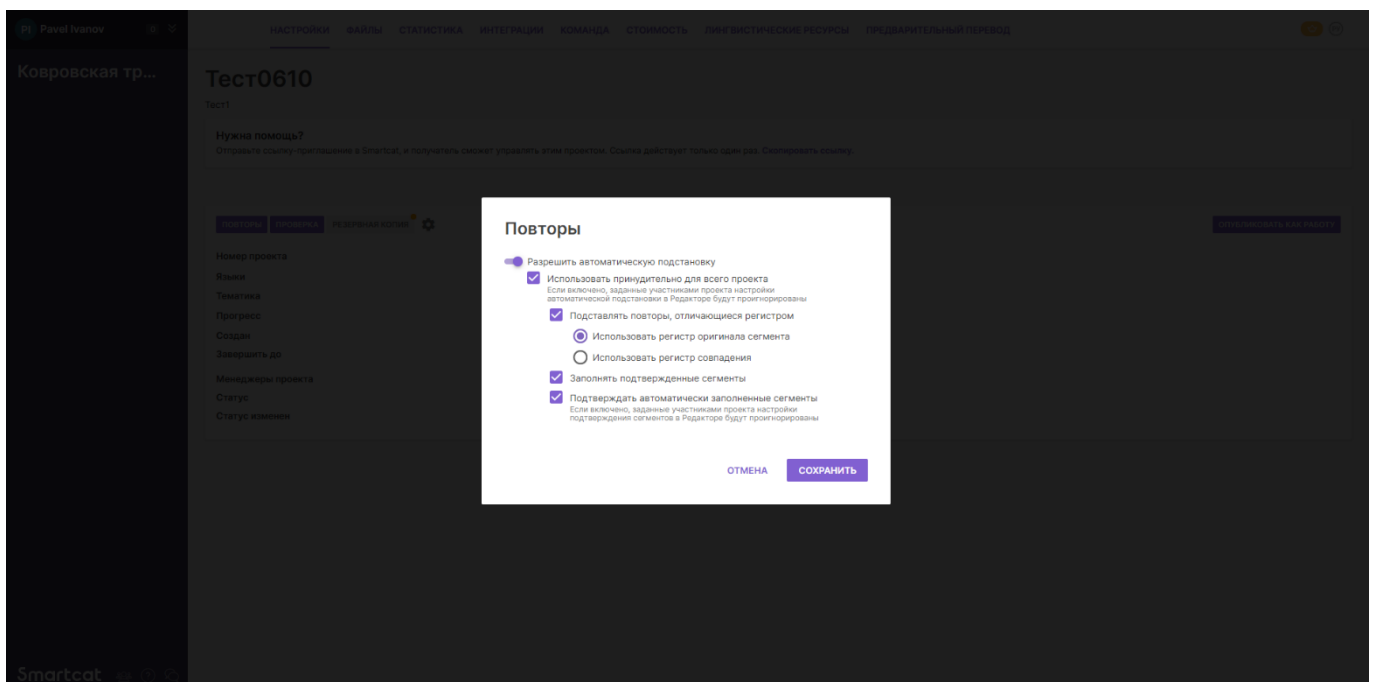 PI Pavel Ivanov
НАСТРОЙКИ ФАЙЛЫ СТАТИСТИКА ИНТЕГРАЦИИ КОМАНДА СТОИМОСТЬ ЛИНГВИСТИЧЕСКИЕ РЕСУРСЫ ПРЕДВАРИТЕЛЬНЫЙ ПЕРЕВОД
Ковровская тр...
Тест0610
Тест1
Нужна помощь?
Отправьте ссылку-приглашение в Smartcat, и получатель сможет управлять этим проектом. Ссылка действует только один раз. Скопировать ссылку.
ПОВТОРЫ ПРОВЕРКА РЕЗЕРВНАЯ КОПИЯ
ОПУБЛИКОВАТЬ КАК РАБОТУ
Номер проекта
Языки
Тематика
Прогресс
Создан
Завершить до
Менеджеры проекта
Статус
Статус изменен
Повторы
Разрешить автоматическую подстановку
Использовать принудительно для всего проекта
Если включено, заданные участниками проекта настройки
автоматической подстановки в Редакторе будут проигнорированы
Подставлять повторы, отличающиеся регистром
Использовать регистр оригинала сегмента
Использовать регистр совпадения
Заполнять подтвержденные сегменты
Подтверждать автоматически заполненные сегменты
Если включено, заданные участниками проекта настройки
подтверждения сегментов в Редакторе будут проигнорированы
ОТМЕНА СОХРАНИТЬ
Smartcat